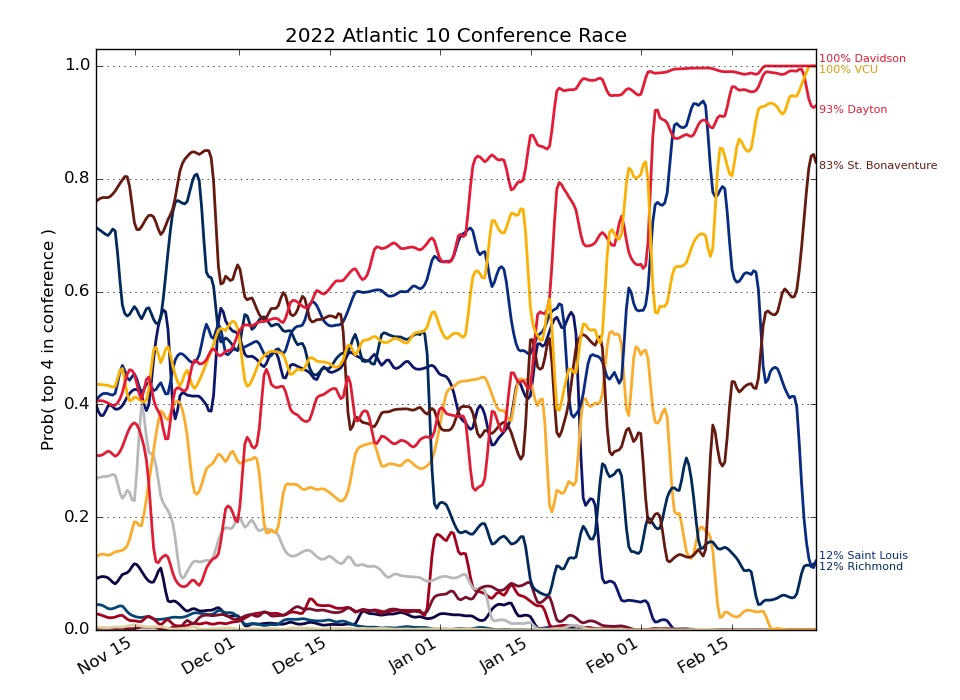 2022 Atlantic 10 Conference Race
Prob( top 4 in conference )
1.0
0.8
0.6
0.4
0.2
0.0
Nov 15
Dec 01
Dec 15
Jan 01
Jan 15
Feb 01
Feb 15
100% Davidson
100% VCU
93% Dayton
83% St. Bonaventure
12% Saint Louis
12% Richmond